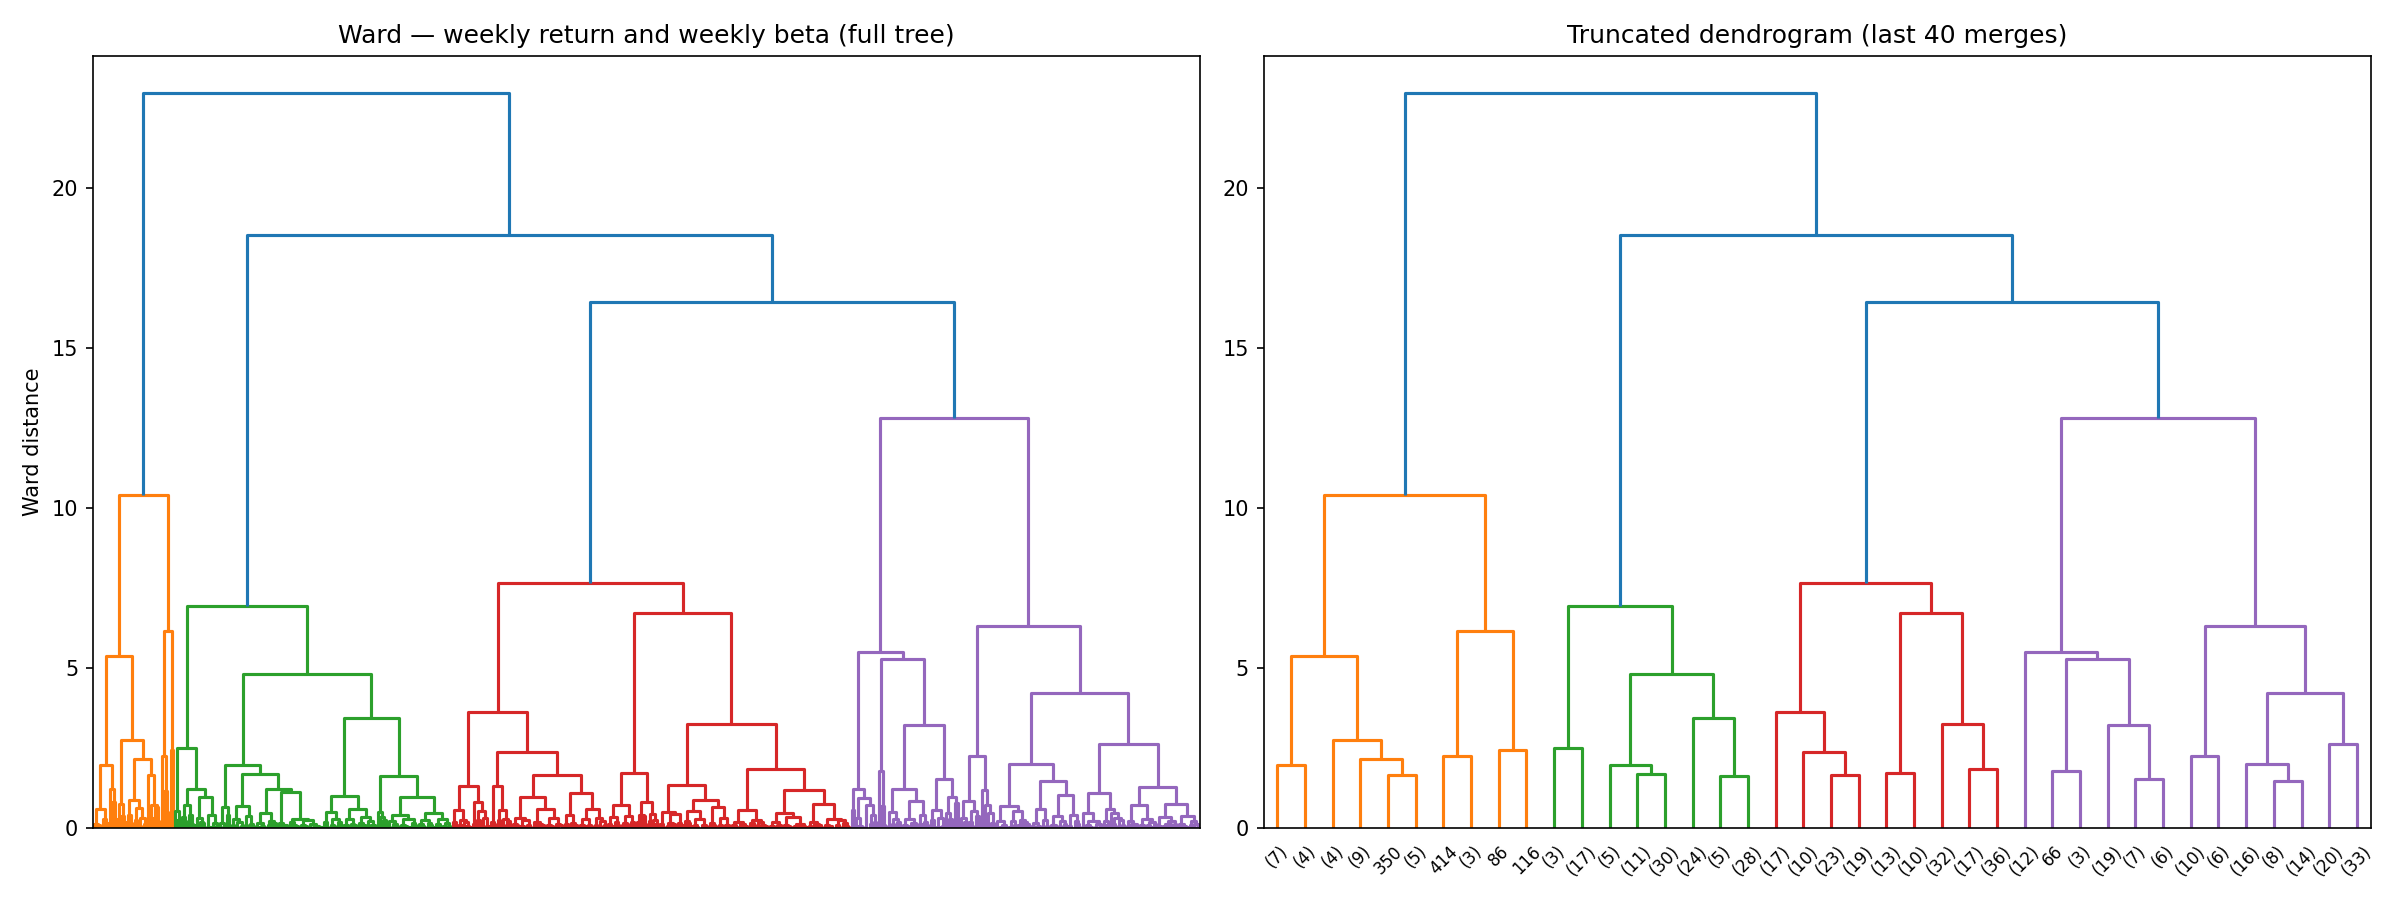 Ward — weekly return and weekly beta (full tree)
Ward distance
20
15
10
5
0
Truncated dendrogram (last 40 merges)
20
15
10
5
0
(7) (4) (4) (9) 350 (5) 414 (3) 86 116 (3) (17) (5) (11) (30) (24) (5) (28) (17) (10) (23) (19) (13) (10) (32) (17) (36) (12) 66 (3) (19) (7) (6) (10) (6) (16) (8) (14) (20) (33)